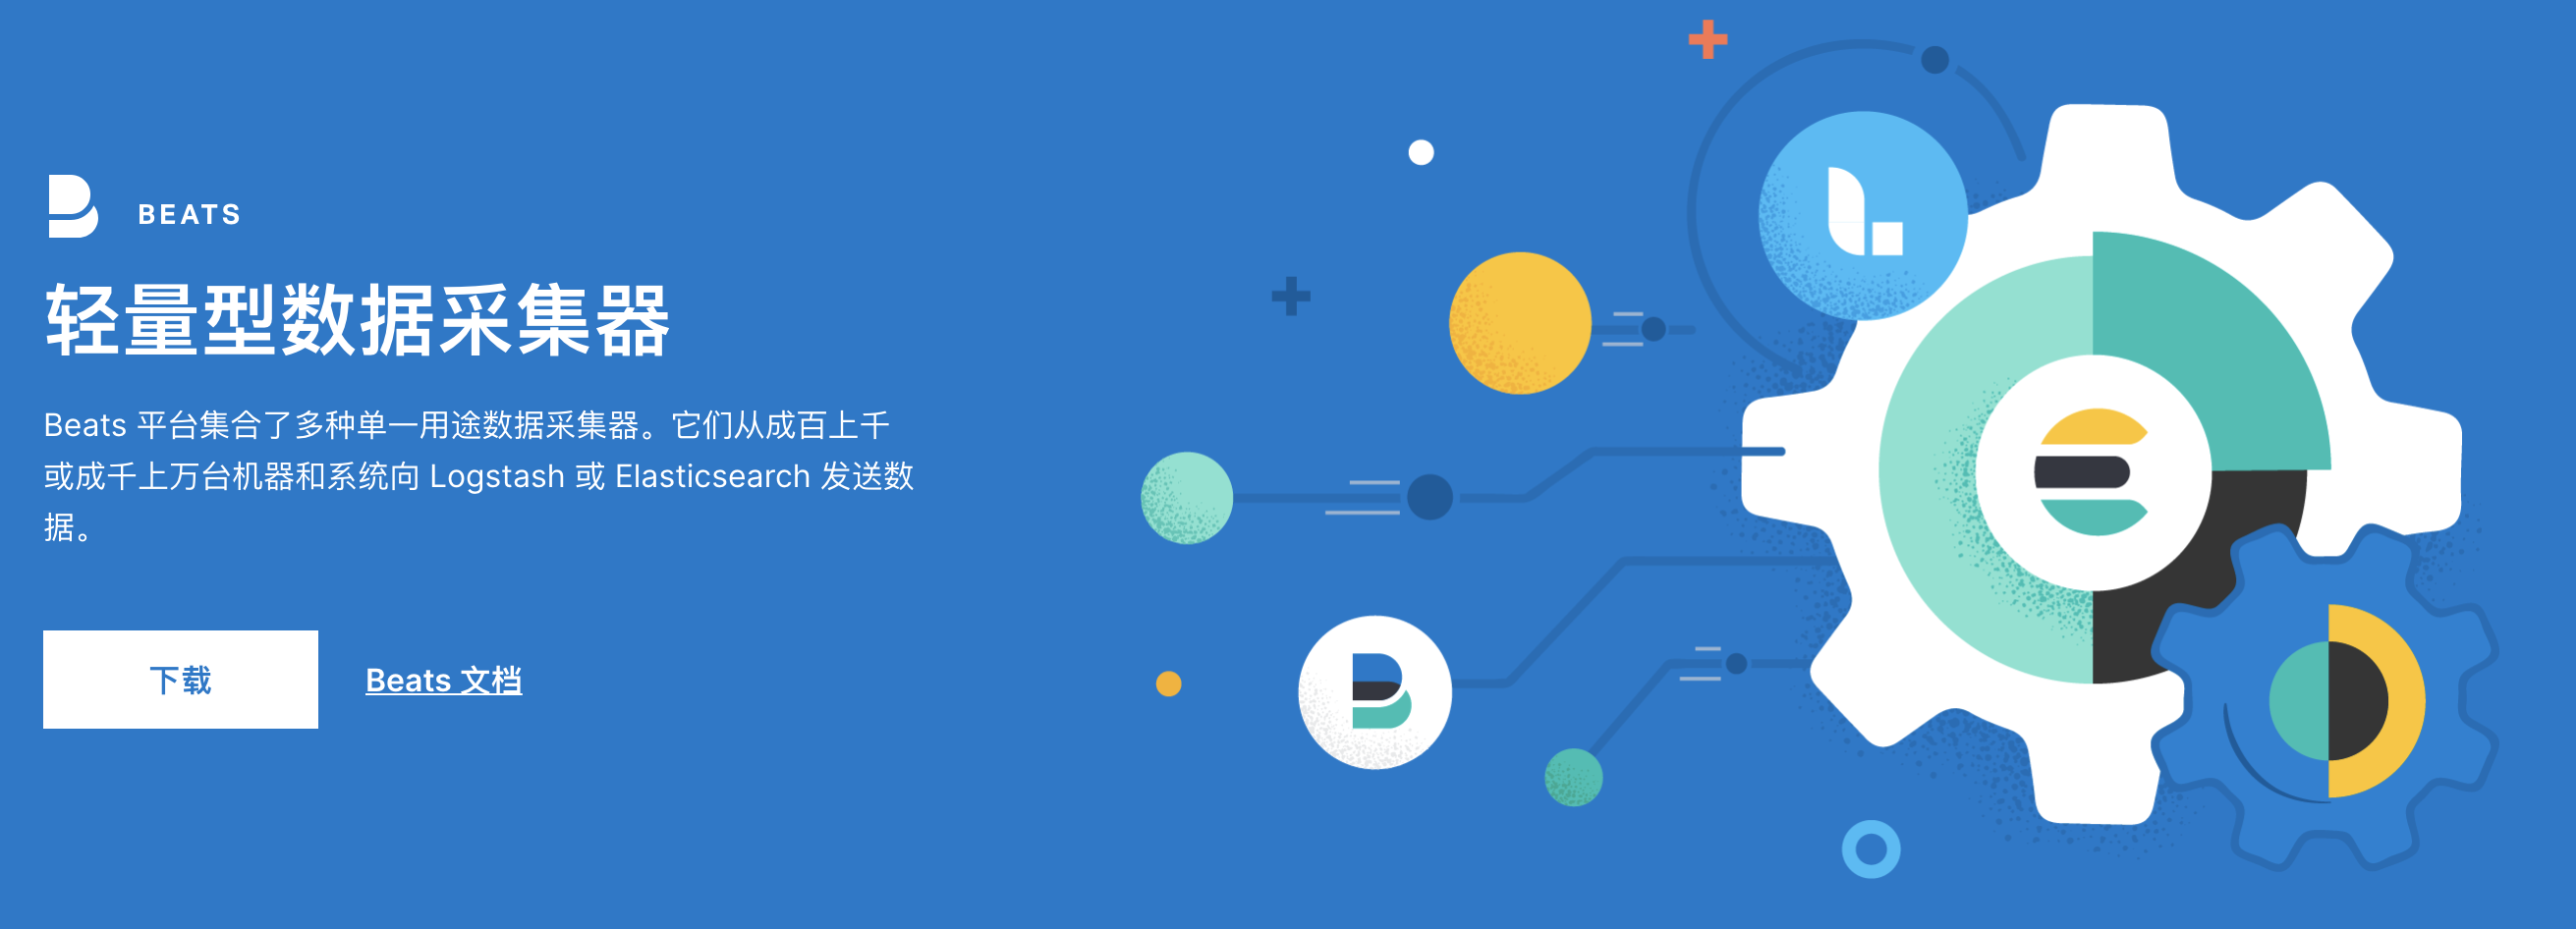 BEATS
轻量型数据采集器
Beats 平台集合了多种单一用途数据采集器。它们从成百上千
或成千上万台机器和系统向 Logstash 或 Elasticsearch 发送数
据。
下载
Beats 文档